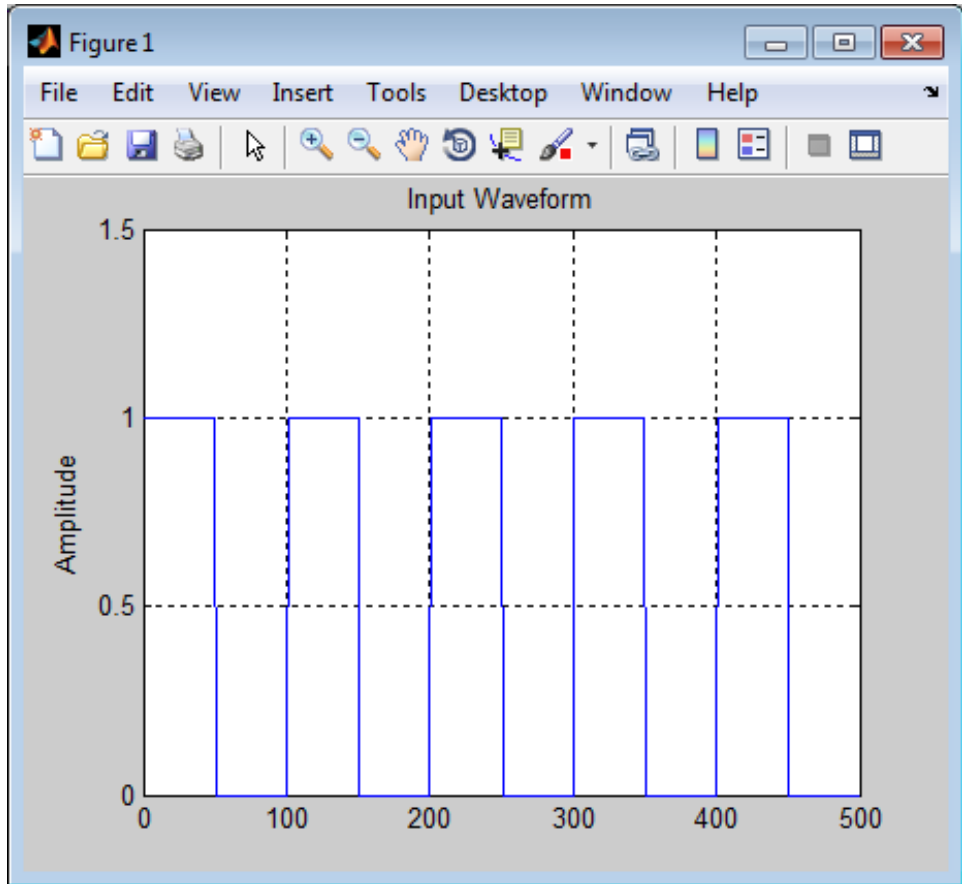 Figure 1
File Edit View Insert Tools Desktop Window Help
Input Waveform
1.5
1
0.5
0
Amplitude
0 100 200 300 400 500